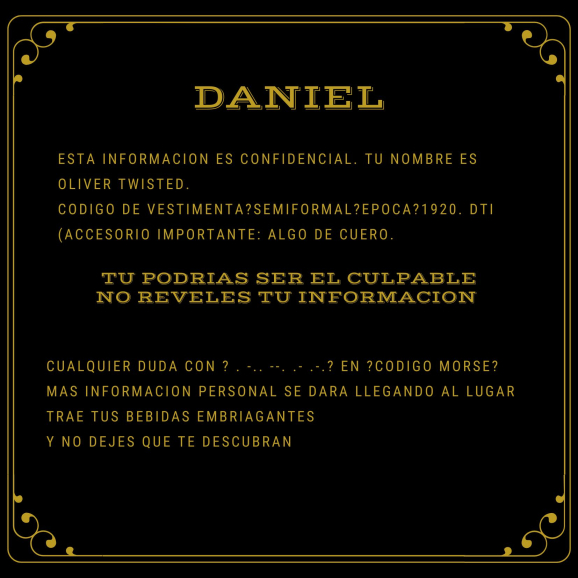 DANIEL
ESTA INFORMACION ES CONFIDENCIAL. TU NOMBRE ES
OLIVER TWISTED.
CODIGO DE VESTIMENTA?SEMIFORMAL?EPOCA?1920. DTI
(ACCESORIO IMPORTANTE: ALGO DE CUERO.
TU PODRIAS SER EL CULPABLE
NO REVELES TU INFORMACION
CUALQUIER DUDA CON ? . -.. --. .- .-.? EN ?CODIGO MORSE?
MAS INFORMACION PERSONAL SE DARA LLEGANDO AL LUGAR
TRAE TUS BEBIDAS EMBRIAGANTES
Y NO DEJES QUE TE DESCUBRAN